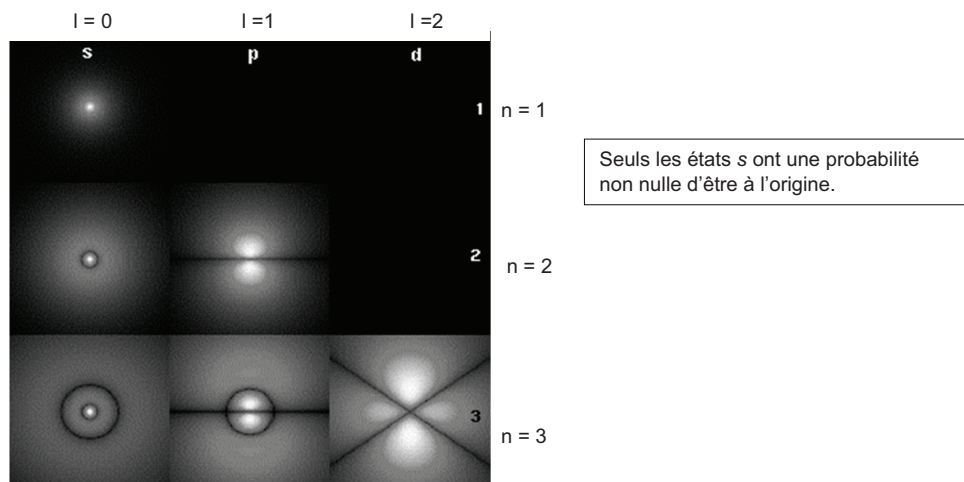 l = 0 l =1 l =2
s p d
1 n = 1
Seuls les états s ont une probabilité
non nulle d'être à l'origine.
2 n = 2
3 n = 3